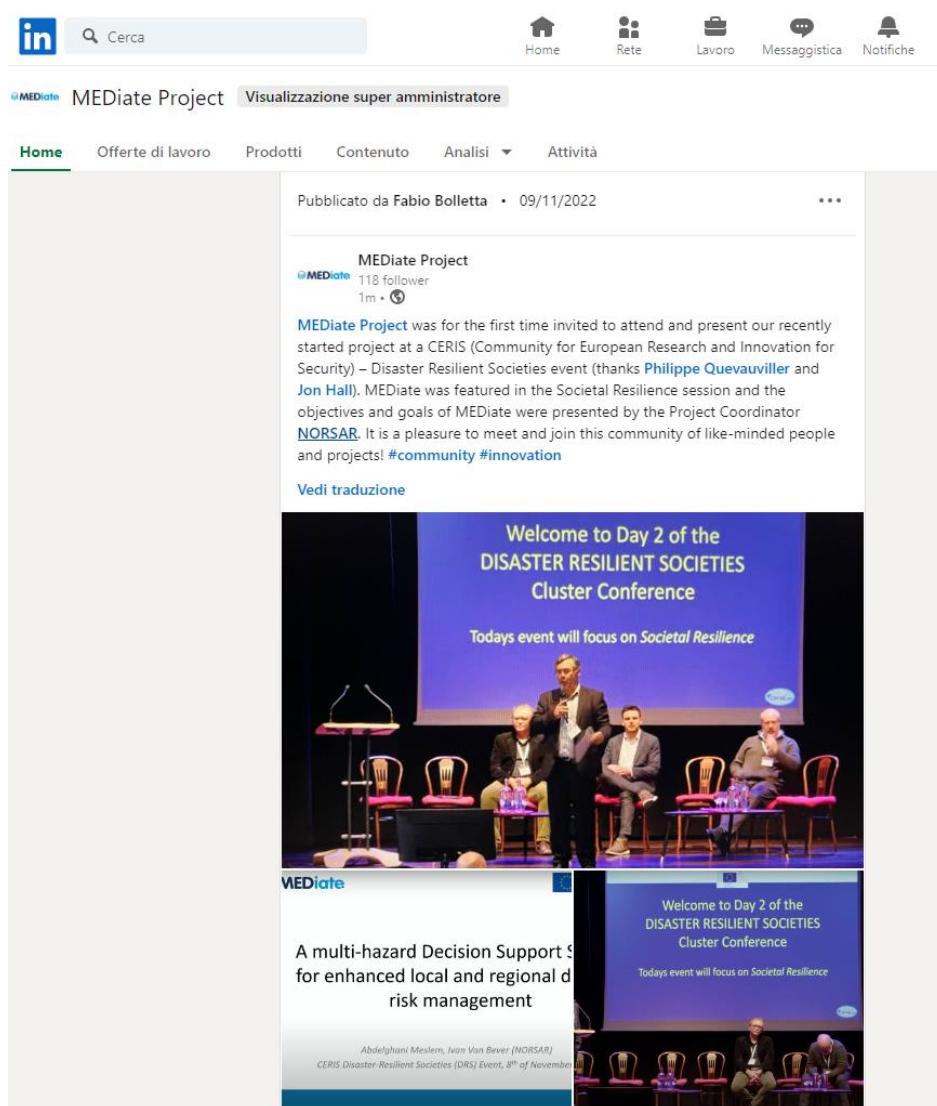 in
Cerca
Home
Rete
Lavoro
Messaggistica
Notifiche
MEDiate
MEDiate Project
Visualizzazione super amministratore
Home
Offerte di lavoro
Prodotti
Contenuto
Analisi
Attività
Pubblicato da Fabio Bolletta • 09/11/2022
MEDiate
MEDiate Project
118 follower
1m •
MEDiate Project was for the first time invited to attend and present our recently
started project at a CERIS (Community for European Research and Innovation for
Security) – Disaster Resilient Societies event (thanks Philippe Quevauviller and
Jon Hall). MEDiate was featured in the Societal Resilience session and the
objectives and goals of MEDiate were presented by the Project Coordinator
NORSAR. It is a pleasure to meet and join this community of like-minded people
and projects! #community #innovation
Vedi traduzione
Welcome to Day 2 of the
DISASTER RESILIENT SOCIETIES
Cluster Conference
Todays event will focus on Societal Resilience
MEDiate
A multi-hazard Decision Support S
for enhanced local and regional d
risk management
Abdelghani Meslem, Ivan Van Bever (NORSAR)
CERIS Disaster-Resilient Societies (DRS) Event, 8th of November
Welcome to Day 2 of the
DISASTER RESILIENT SOCIETIES
Cluster Conference
Todays event will focus on Societal Resilience